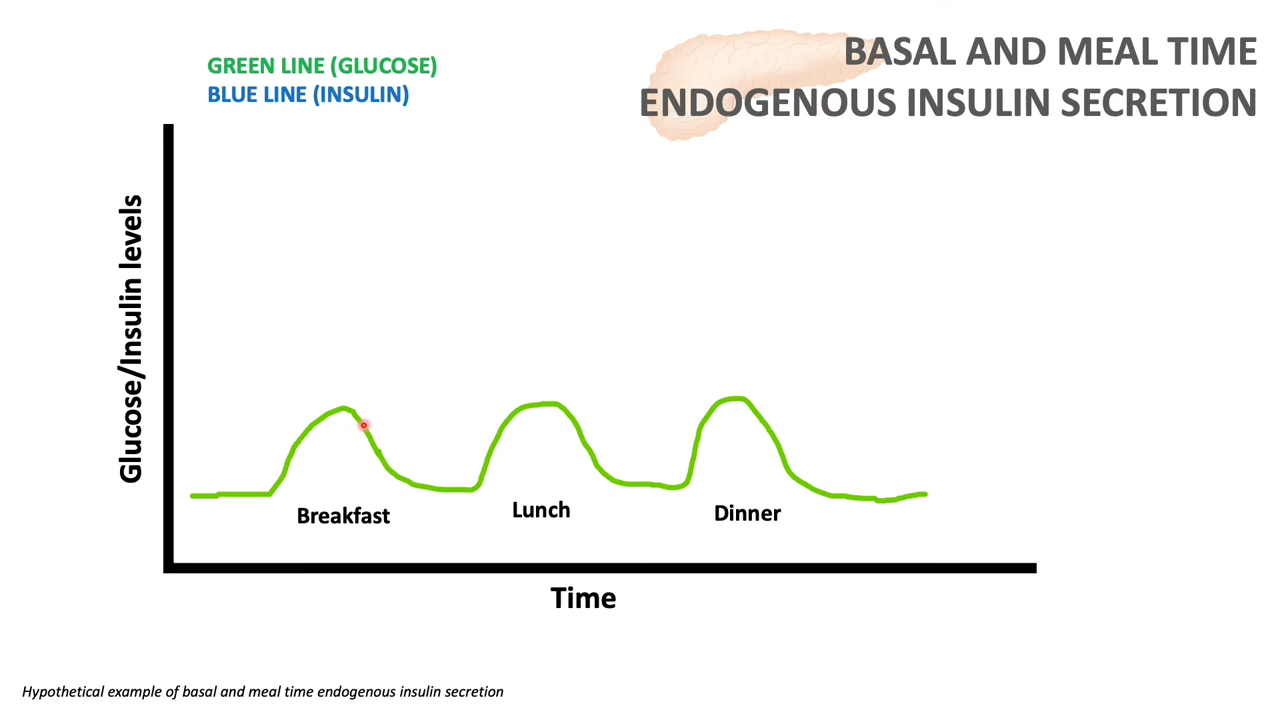 BASAL AND MEAL TIME
ENDOGENOUS INSULIN SECRETION
GREEN LINE (GLUCOSE)
BLUE LINE (INSULIN)
Glucose/Insulin levels
Breakfast
Lunch
Dinner
Time
Hypothetical example of basal and meal time endogenous insulin secretion